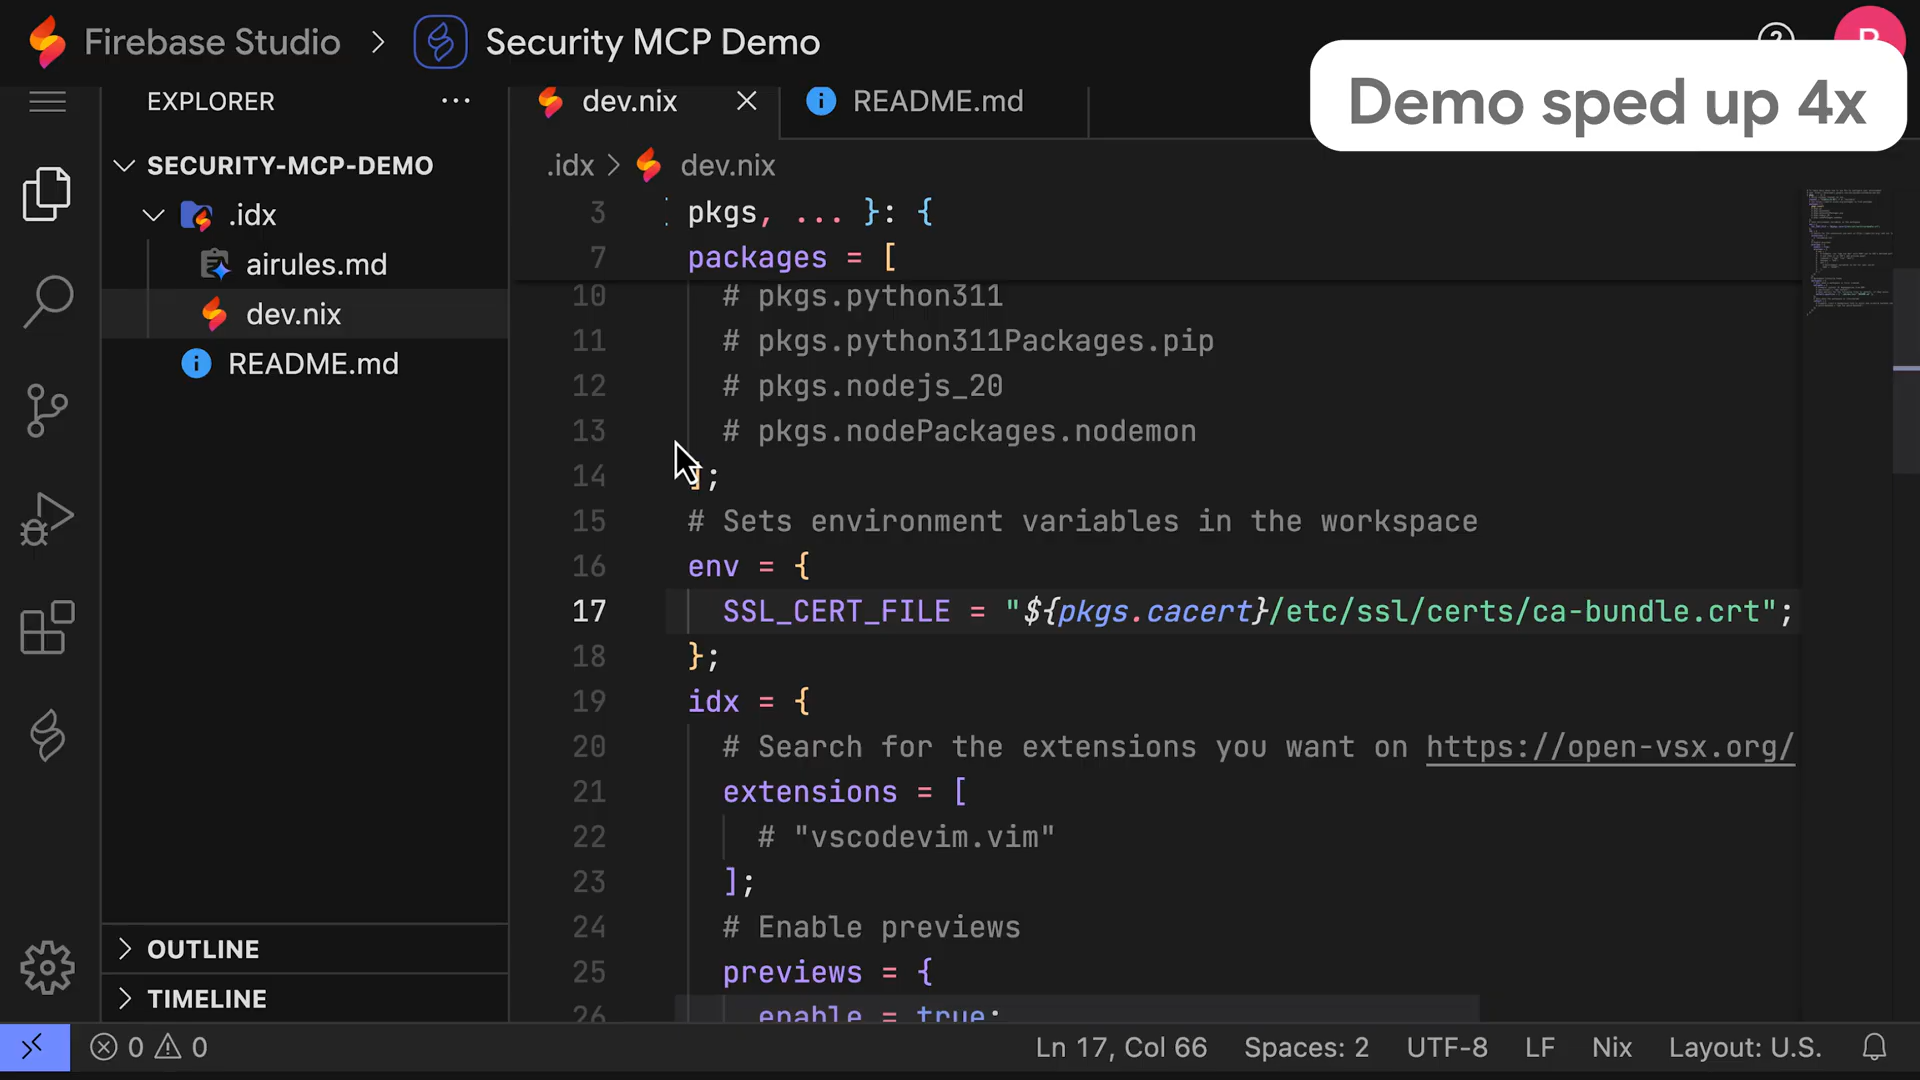 Firebase Studio > Security MCP Demo
Demo sped up 4x
EXPLORER ...
dev.nix
README.md
SECURITY-MCP-DEMO
.idx
airules.md
dev.nix
README.md
OUTLINE
TIMELINE
.idx > dev.nix
3 pkgs, ... }: {
7 packages = [
10 # pkgs.python311
11 # pkgs.python311Packages.pip
12 # pkgs.nodejs_20
13 # pkgs.nodePackages.nodemon
14 ];
15 # Sets environment variables in the workspace
16 env = {
17 SSL_CERT_FILE = "${pkgs.cacert}/etc/ssl/certs/ca-bundle.crt";
18 };
19 idx = {
20 # Search for the extensions you want on https://open-vsx.org/
21 extensions = [
22 # "vscodevim.vim"
23 ];
24 # Enable previews
25 previews = {
26 enable = true;
0 0
Ln 17, Col 66 Spaces: 2 UTF-8 LF Nix Layout: U.S.